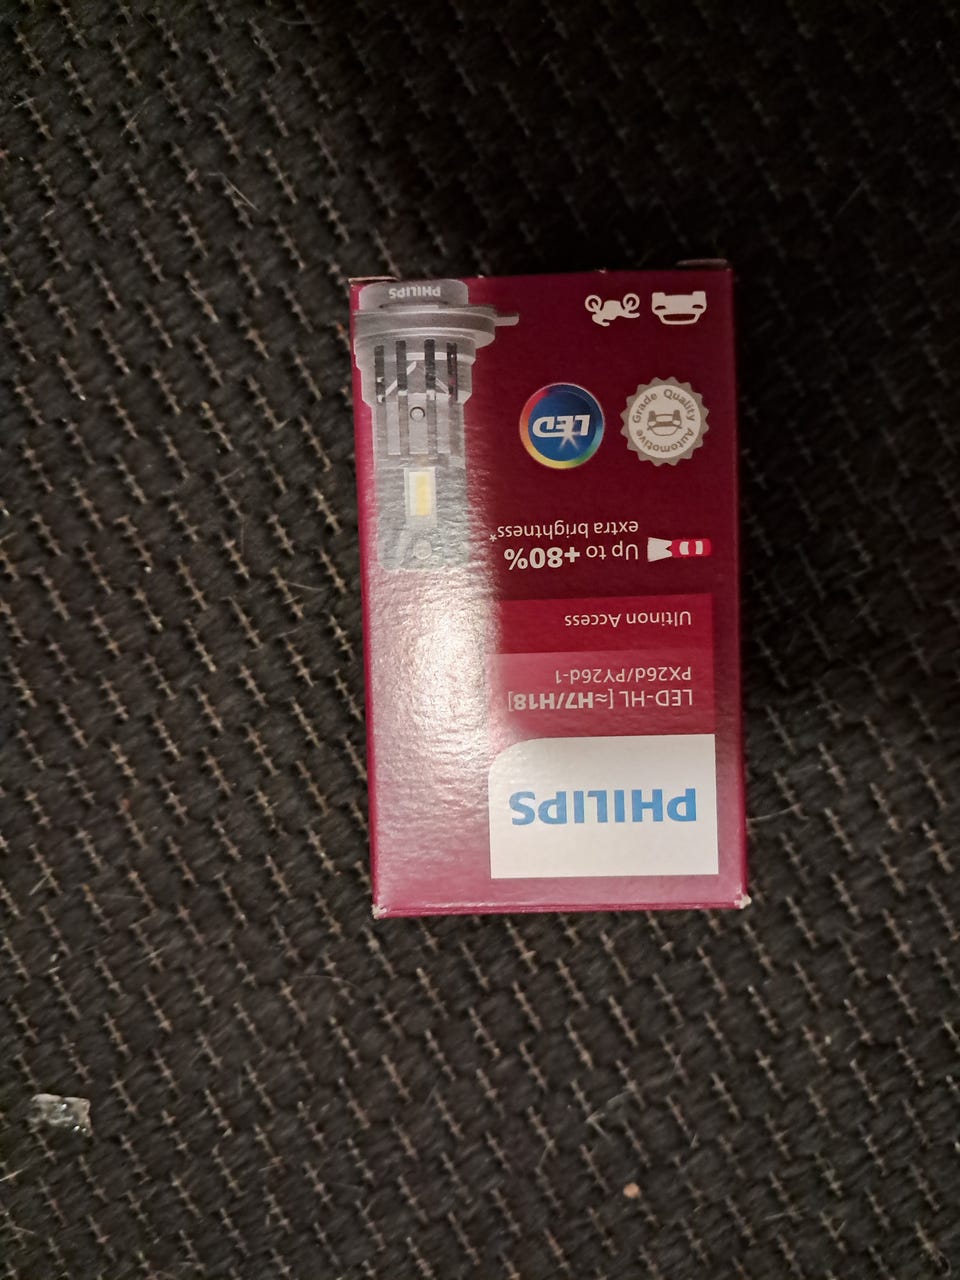 PHILIPS
LED-HL [≈H7/H18]
PX26d/PY26d-1
Ultinon Access
Up to +80%
extra brightness*
Automotive Grade Quality
LED
PHILIPS